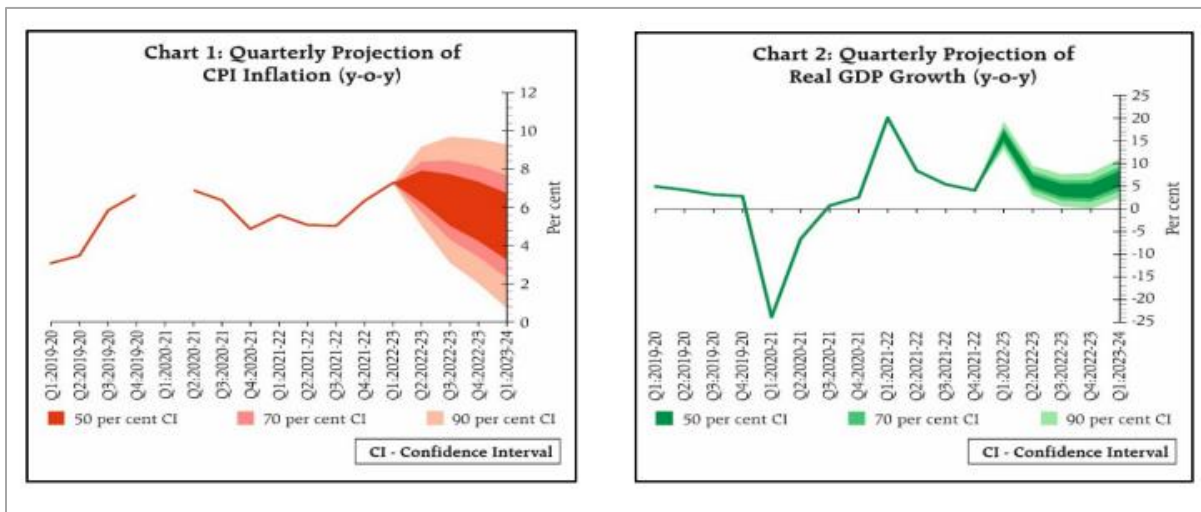 Chart 1: Quarterly Projection of
CPI Inflation (y-o-y)
12
10
8
6
4
2
0
Per cent
Q1:2019-20
Q2:2019-20
Q3:2019-20
Q4:2019-20
Q1:2020-21
Q2:2020-21
Q3:2020-21
Q4:2020-21
Q1:2021-22
Q2:2021-22
Q3:2021-22
Q4:2021-22
Q1:2022-23
Q2:2022-23
Q3:2022-23
Q4:2022-23
Q1:2023-24
50 per cent CI
70 per cent CI
90 per cent CI
CI - Confidence Interval
Chart 2: Quarterly Projection of
Real GDP Growth (y-o-y)
25
20
15
10
5
0
-5
-10
-15
-20
-25
Per cent
Q1:2019-20
Q2:2019-20
Q3:2019-20
Q4:2019-20
Q1:2020-21
Q2:2020-21
Q3:2020-21
Q4:2020-21
Q1:2021-22
Q2:2021-22
Q3:2021-22
Q4:2021-22
Q1:2022-23
Q2:2022-23
Q3:2022-23
Q4:2022-23
Q1:2023-24
50 per cent CI
70 per cent CI
90 per cent CI
CI - Confidence Interval